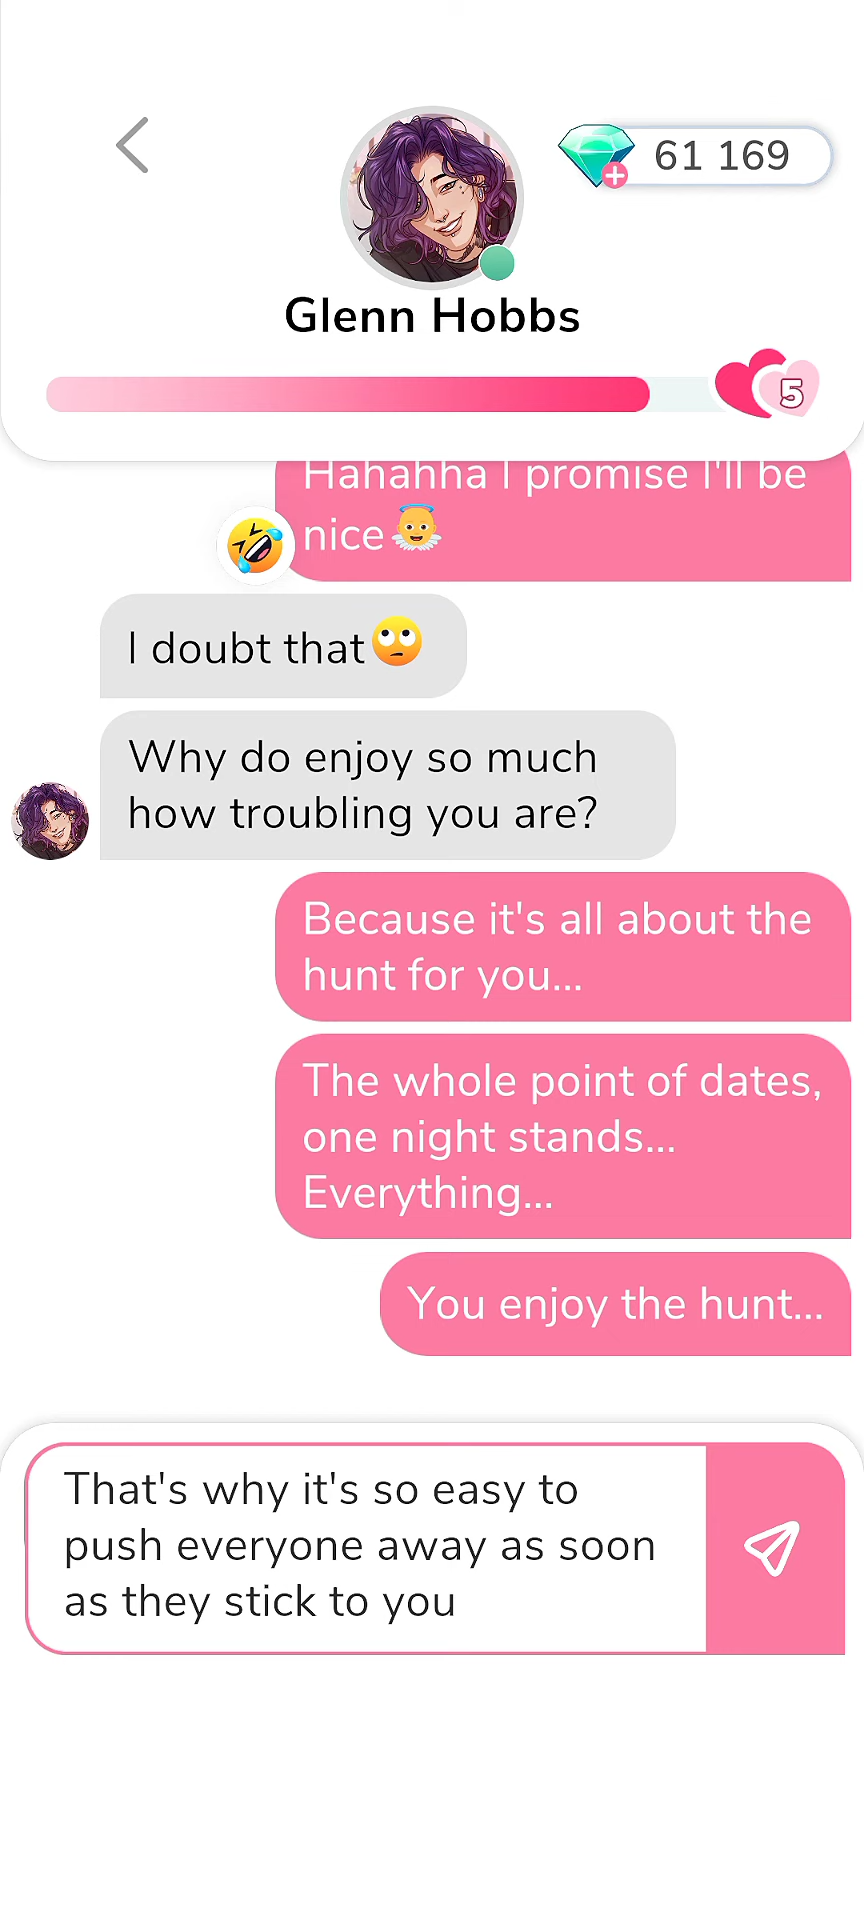 61 169
Glenn Hobbs
5
Hahahha I promise I'll be
nice
I doubt that
Why do enjoy so much
how troubling you are?
Because it's all about the
hunt for you...
The whole point of dates,
one night stands...
Everything...
You enjoy the hunt...
That's why it's so easy to
push everyone away as soon
as they stick to you